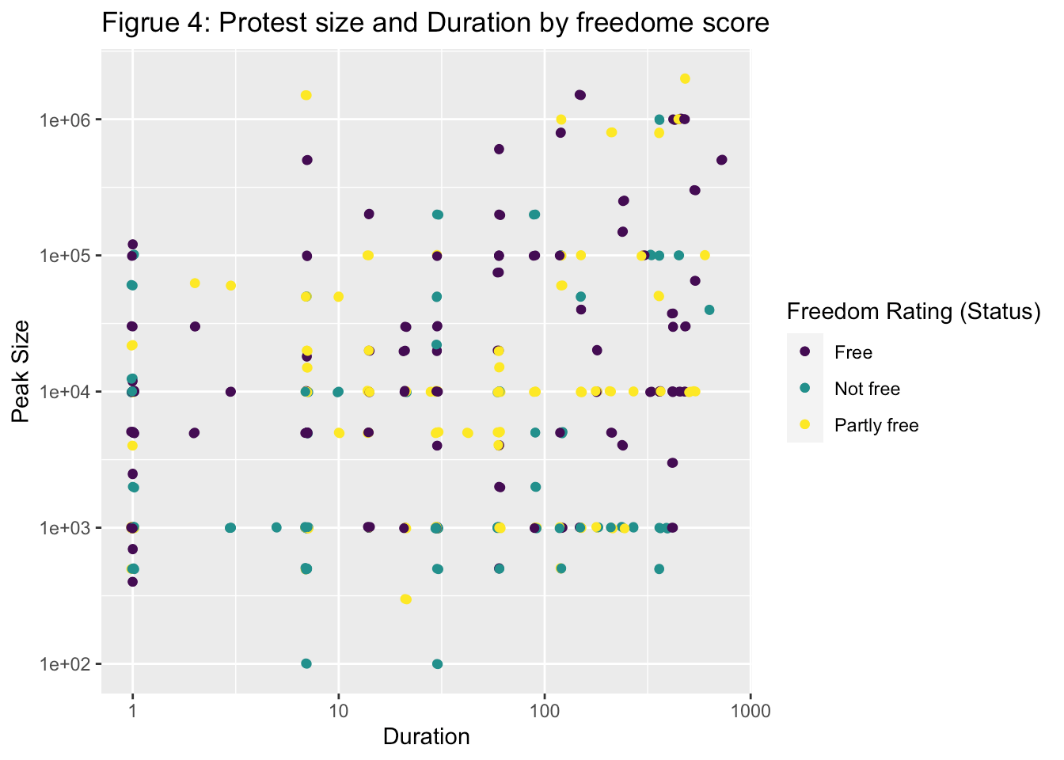 Figrue 4: Protest size and Duration by freedome score
1e+06
1e+05
1e+04
1e+03
1e+02
Peak Size
1
10
100
1000
Duration
Freedom Rating (Status)
Free
Not free
Partly free